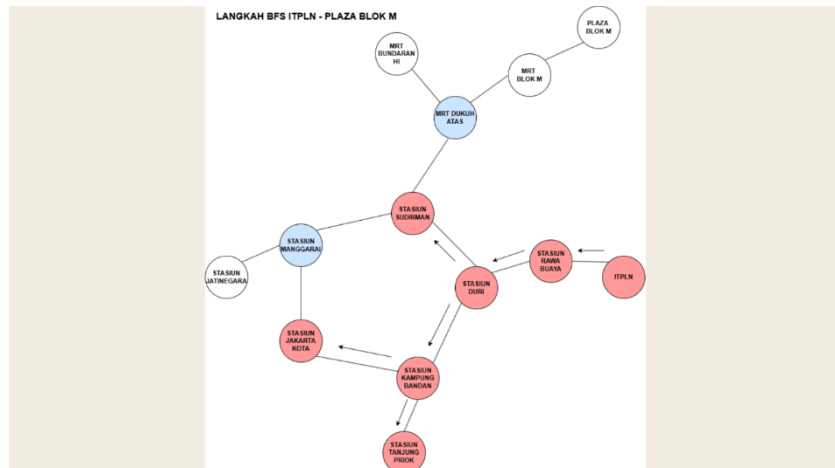 LANGKAH BFS ITPLN - PLAZA BLOK M
PLAZA
BLOK M
MRT
BUNDARAN
HI
MRT
BLOK M
MRT DUKUH
ATAS
STASIUN
SUDIRMAN
STASIUN
MANGGARAI
STASIUN
RAWA
BUAYA
STASIUN
JATINEGARA
ITPLN
STASIUN
DURI
STASIUN
JAKARTA
KOTA
STASIUN
KAMPUNG
BANDAN
STASIUN
TANJUNG
PRIOK